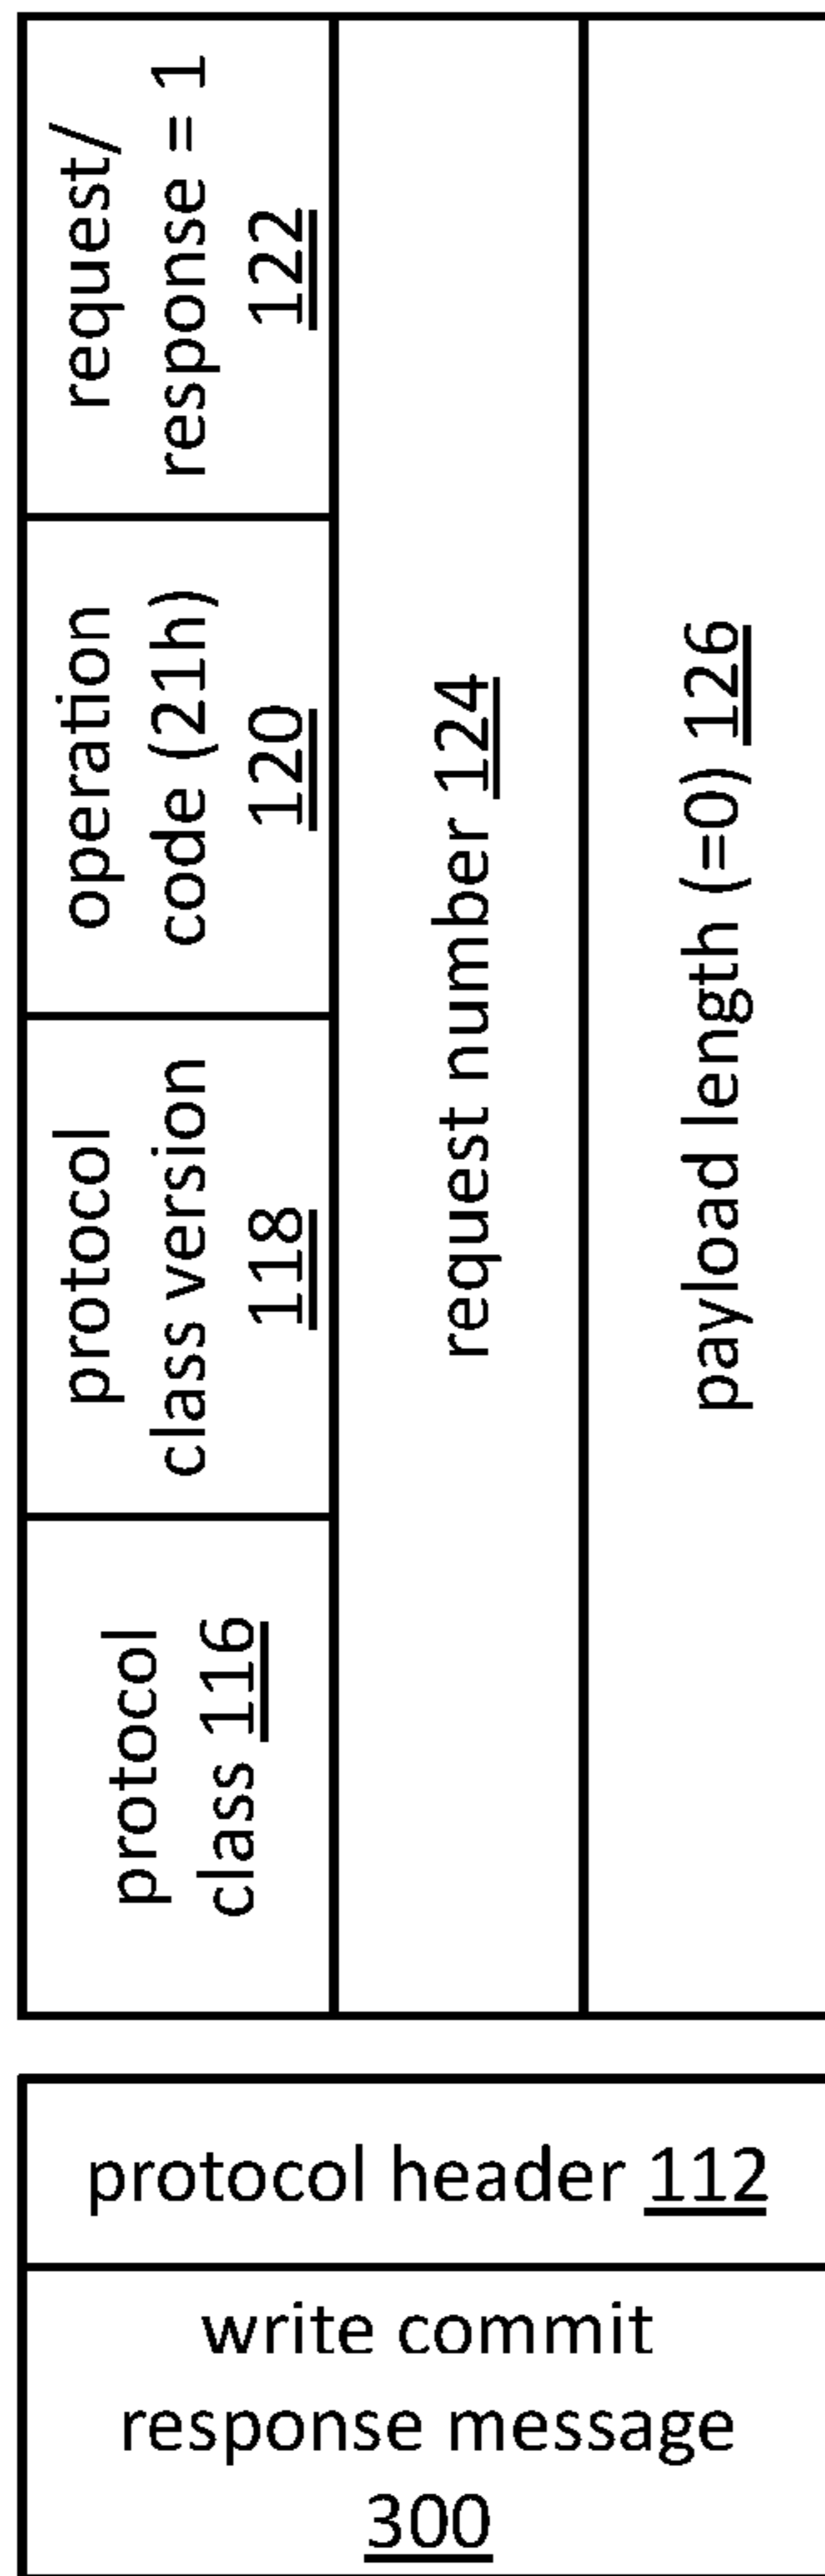 write commit
response message
300
protocol header 112
protocol
class 116
protocol
class version
118
operation
code (21h)
120
request/
response = 1
122
request number 124
payload length (=0) 126